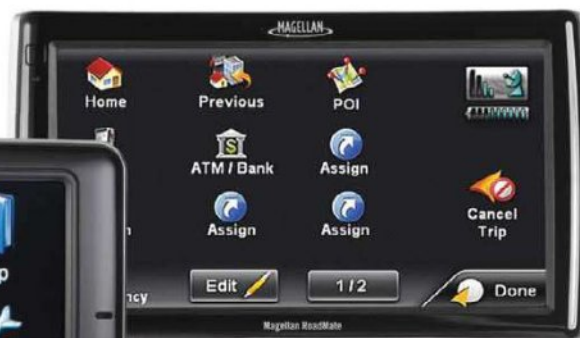 MAGELLAN
Home Previous POI
ATM / Bank Assign
Assign Assign Cancel
Trip
Edit 1/2 Done
Magellan RoadMate